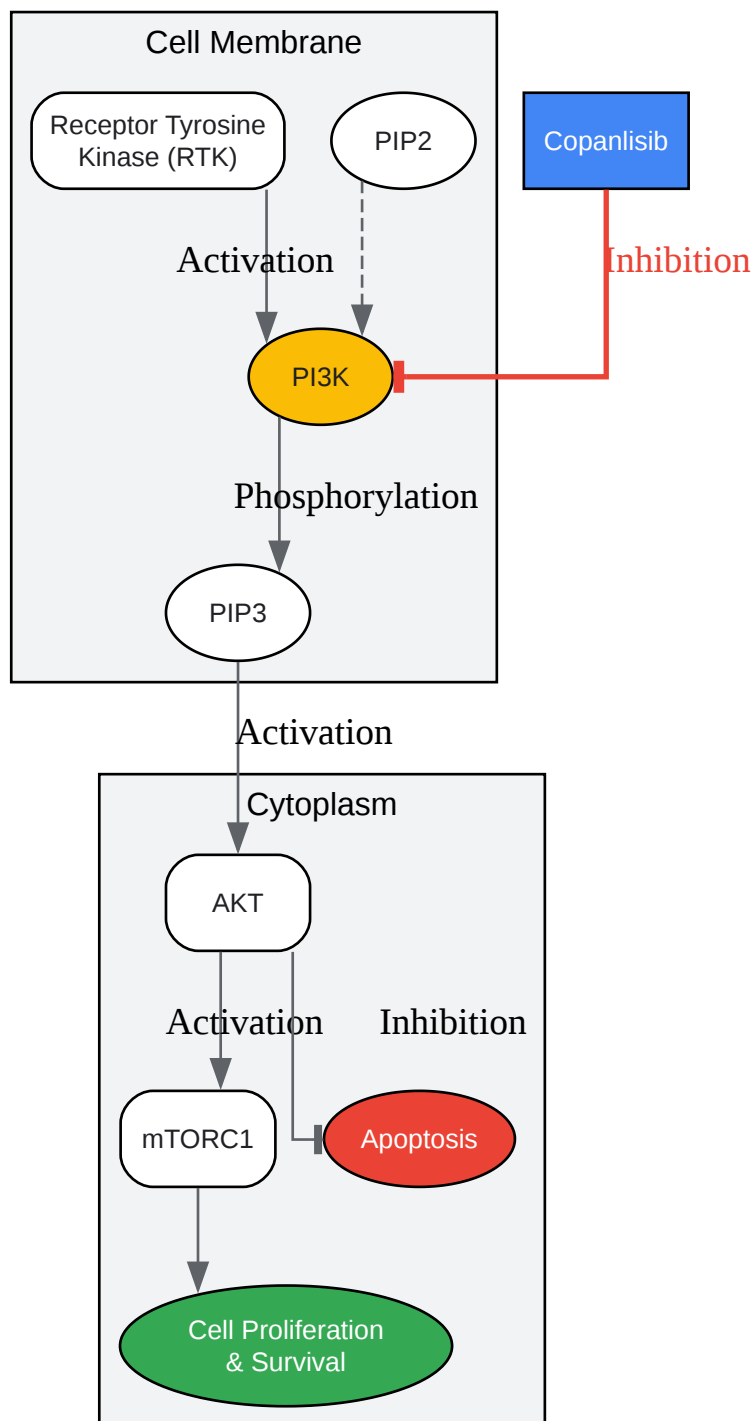 Cell Membrane
Receptor Tyrosine
Kinase (RTK)
PIP2
Copanlisib
Activation
Inhibition
PI3K
Phosphorylation
PIP3
Activation
Cytoplasm
AKT
Activation
Inhibition
mTORC1
Apoptosis
Cell Proliferation
& Survival